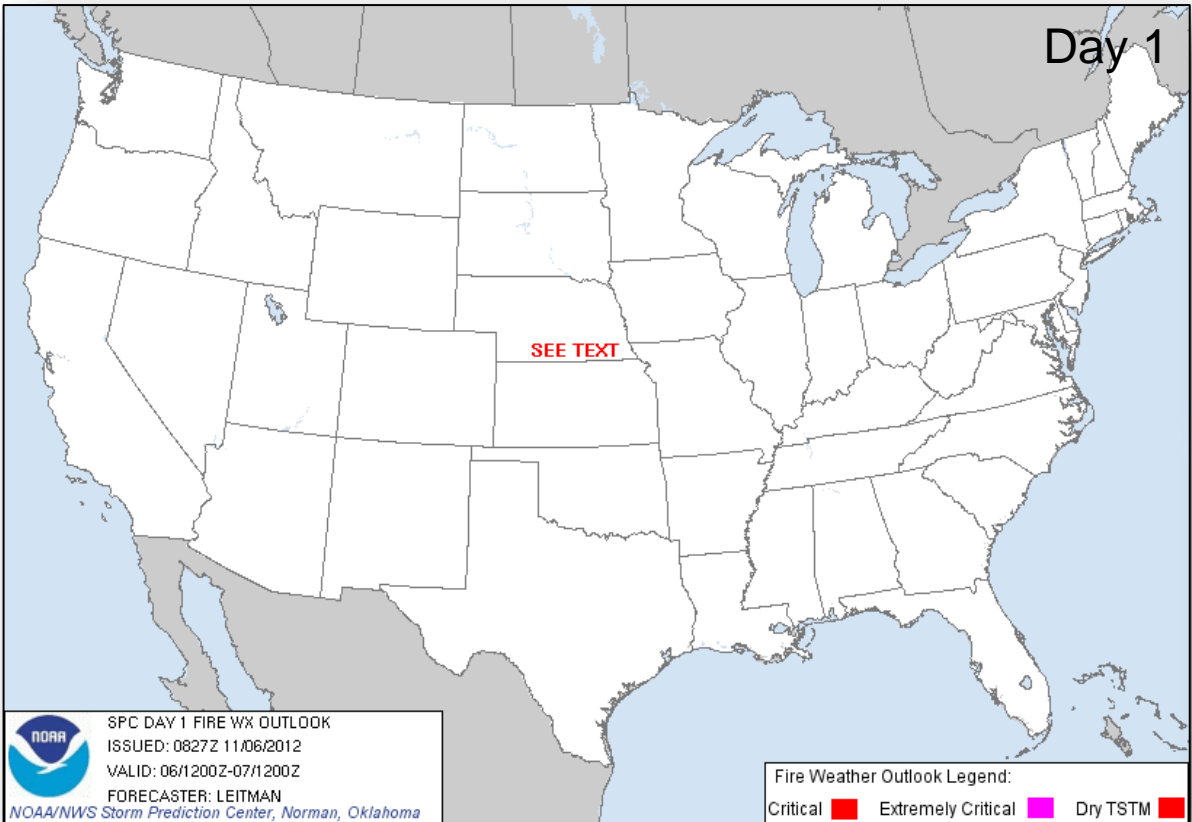 Day 1
SEE TEXT
NOAA
SPC DAY 1 FIRE WX OUTLOOK
ISSUED: 0827Z 11/06/2012
VALID: 06/1200Z-07/1200Z
FORECASTER: LEITMAN
NOAA/NWS Storm Prediction Center, Norman, Oklahoma
Fire Weather Outlook Legend:
Critical Extremely Critical Dry TSTM